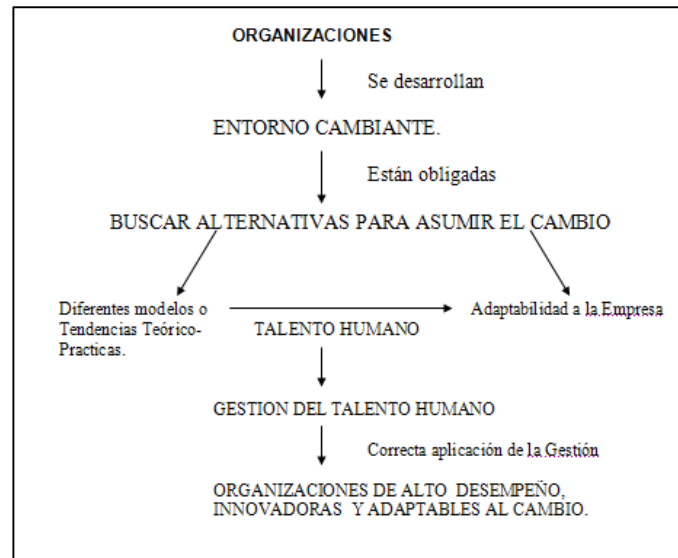 ORGANIZACIONES
Se desarrollan
ENTORNO CAMBIANTE.
Están obligadas
BUSCAR ALTERNATIVAS PARA ASUMIR EL CAMBIO
Diferentes modelos o
Tendencias Teórico-
Practicas.
Adaptabilidad a la Empresa
TALENTO HUMANO
GESTION DEL TALENTO HUMANO
Correcta aplicación de la Gestión
ORGANIZACIONES DE ALTO DESEMPEÑO,
INNOVADORAS Y ADAPTABLES AL CAMBIO.